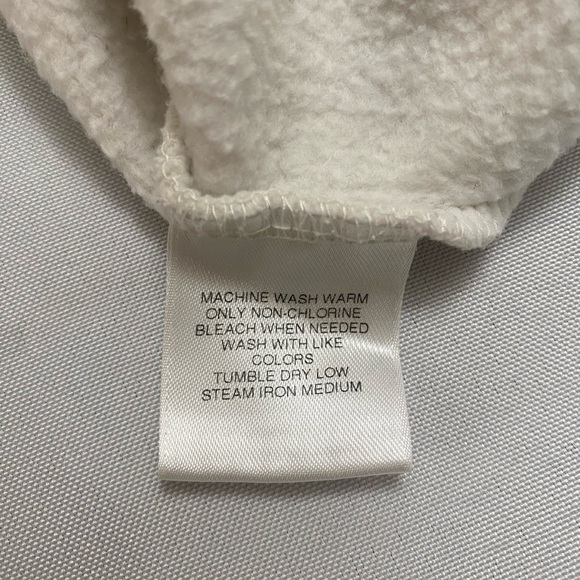 MACHINE WASH WARM
ONLY NON-CHLORINE
BLEACH WHEN NEEDED
WASH WITH LIKE
COLORS
TUMBLE DRY LOW
STEAM IRON MEDIUM